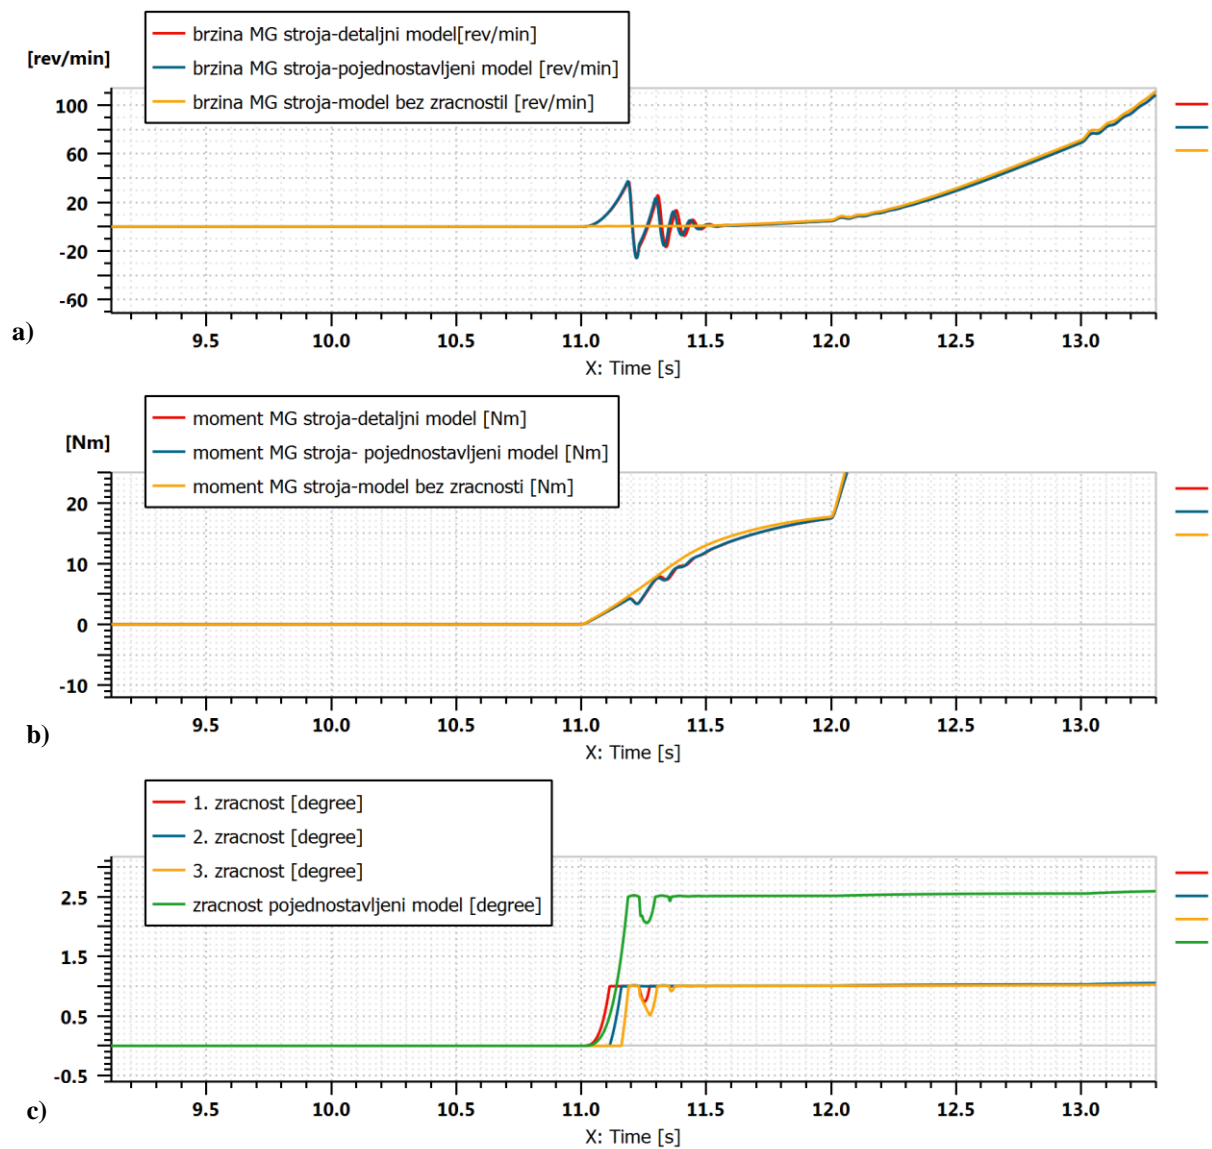 brzina MG stroja-detaljni model[rev/min]
[rev/min]
brzina MG stroja-pojednostavljeni model [rev/min]
brzina MG stroja-model bez zracnostil [rev/min]
100
60
20
-20
-60
a)
9.5 10.0 10.5 11.0 11.5 12.0 12.5 13.0
X: Time [s]
moment MG stroja-detaljni model [Nm]
[Nm]
moment MG stroja- pojednostavljeni model [Nm]
moment MG stroja-model bez zracnosti [Nm]
20
10
0
-10
b)
9.5 10.0 10.5 11.0 11.5 12.0 12.5 13.0
X: Time [s]
1. zracnost [degree]
2. zracnost [degree]
3. zracnost [degree]
zracnost pojednostavljeni model [degree]
2.5
1.5
0.5
-0.5
c)
9.5 10.0 10.5 11.0 11.5 12.0 12.5 13.0
X: Time [s]